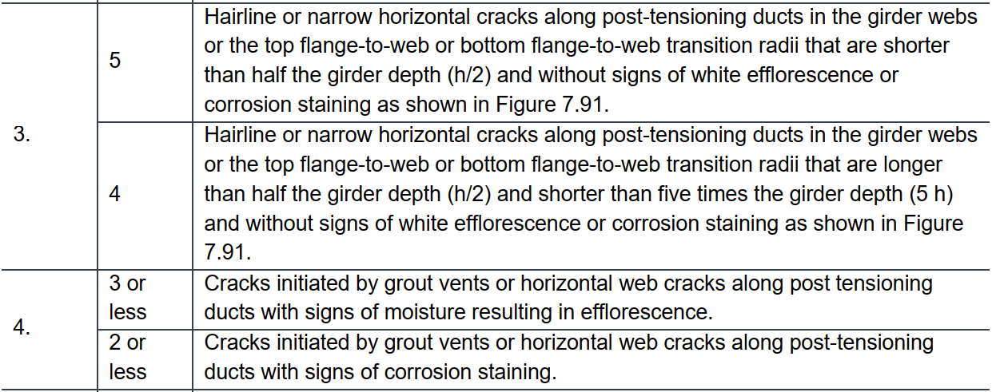 3.
5
Hairline or narrow horizontal cracks along post-tensioning ducts in the girder webs
or the top flange-to-web or bottom flange-to-web transition radii that are shorter
than half the girder depth (h/2) and without signs of white efflorescence or
corrosion staining as shown in Figure 7.91.
4
Hairline or narrow horizontal cracks along post-tensioning ducts in the girder webs
or the top flange-to-web or bottom flange-to-web transition radii that are longer
than half the girder depth (h/2) and shorter than five times the girder depth (5 h)
and without signs of white efflorescence or corrosion staining as shown in Figure
7.91.
4.
3 or
less
Cracks initiated by grout vents or horizontal web cracks along post tensioning
ducts with signs of moisture resulting in efflorescence.
2 or
less
Cracks initiated by grout vents or horizontal web cracks along post-tensioning
ducts with signs of corrosion staining.